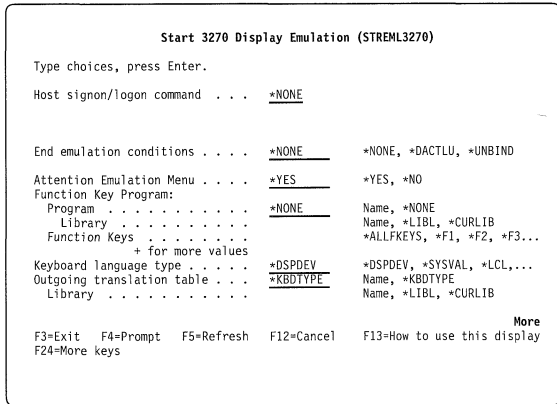 Start 3270 Display Emulation (STREML3270)
Type choices, press Enter.
Host signon/logon command . . . *NONE
End emulation conditions . . . . *NONE *NONE, *DACTLU, *UNBIND
Attention Emulation Menu . . . . *YES *YES, *NO
Function Key Program:
Program . . . . . . . . . . . *NONE Name, *NONE
Library . . . . . . . . . . . Name, *LIBL, *CURLIB
Function Keys . . . . . . . . *ALLFKEYS, *F1, *F2, *F3...
+ for more values
Keyboard language type . . . . . *DSPDEV *DSPDEV, *SYSVAL, *LCL,...
Outgoing translation table . . . *KBDTYPE Name, *KBDTYPE
Library . . . . . . . . . . . Name, *LIBL, *CURLIB
More
F3=Exit F4=Prompt F5=Refresh F12=Cancel F13=How to use this display
F24=More keys